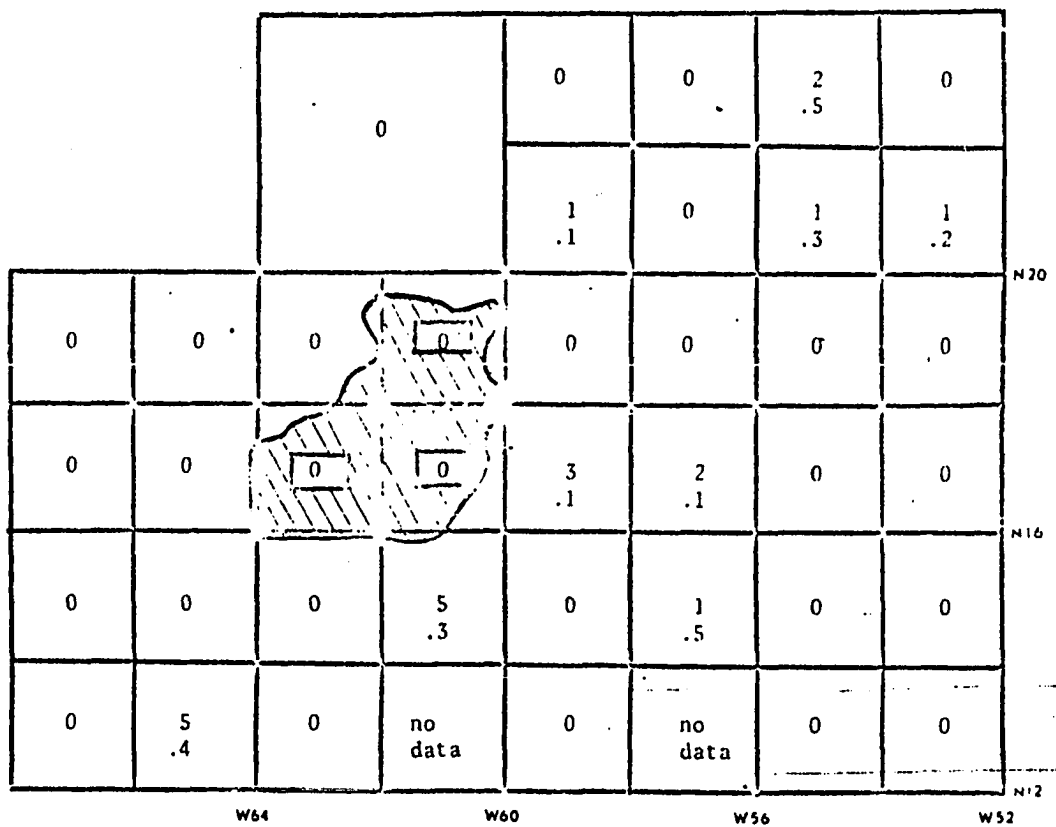 0 0 2 0
.5
0
1 0 1 1
.1 .3 .2
N20
0 0 0 0 0 0 0 0
0 0 0 0 3 2 0 0
.1 .1
N16
0 0 0 5 0 1 0 0
.3 .5
0 5 0 no 0 no 0 0
.4 data data
N12
W64 W60 W56 W52